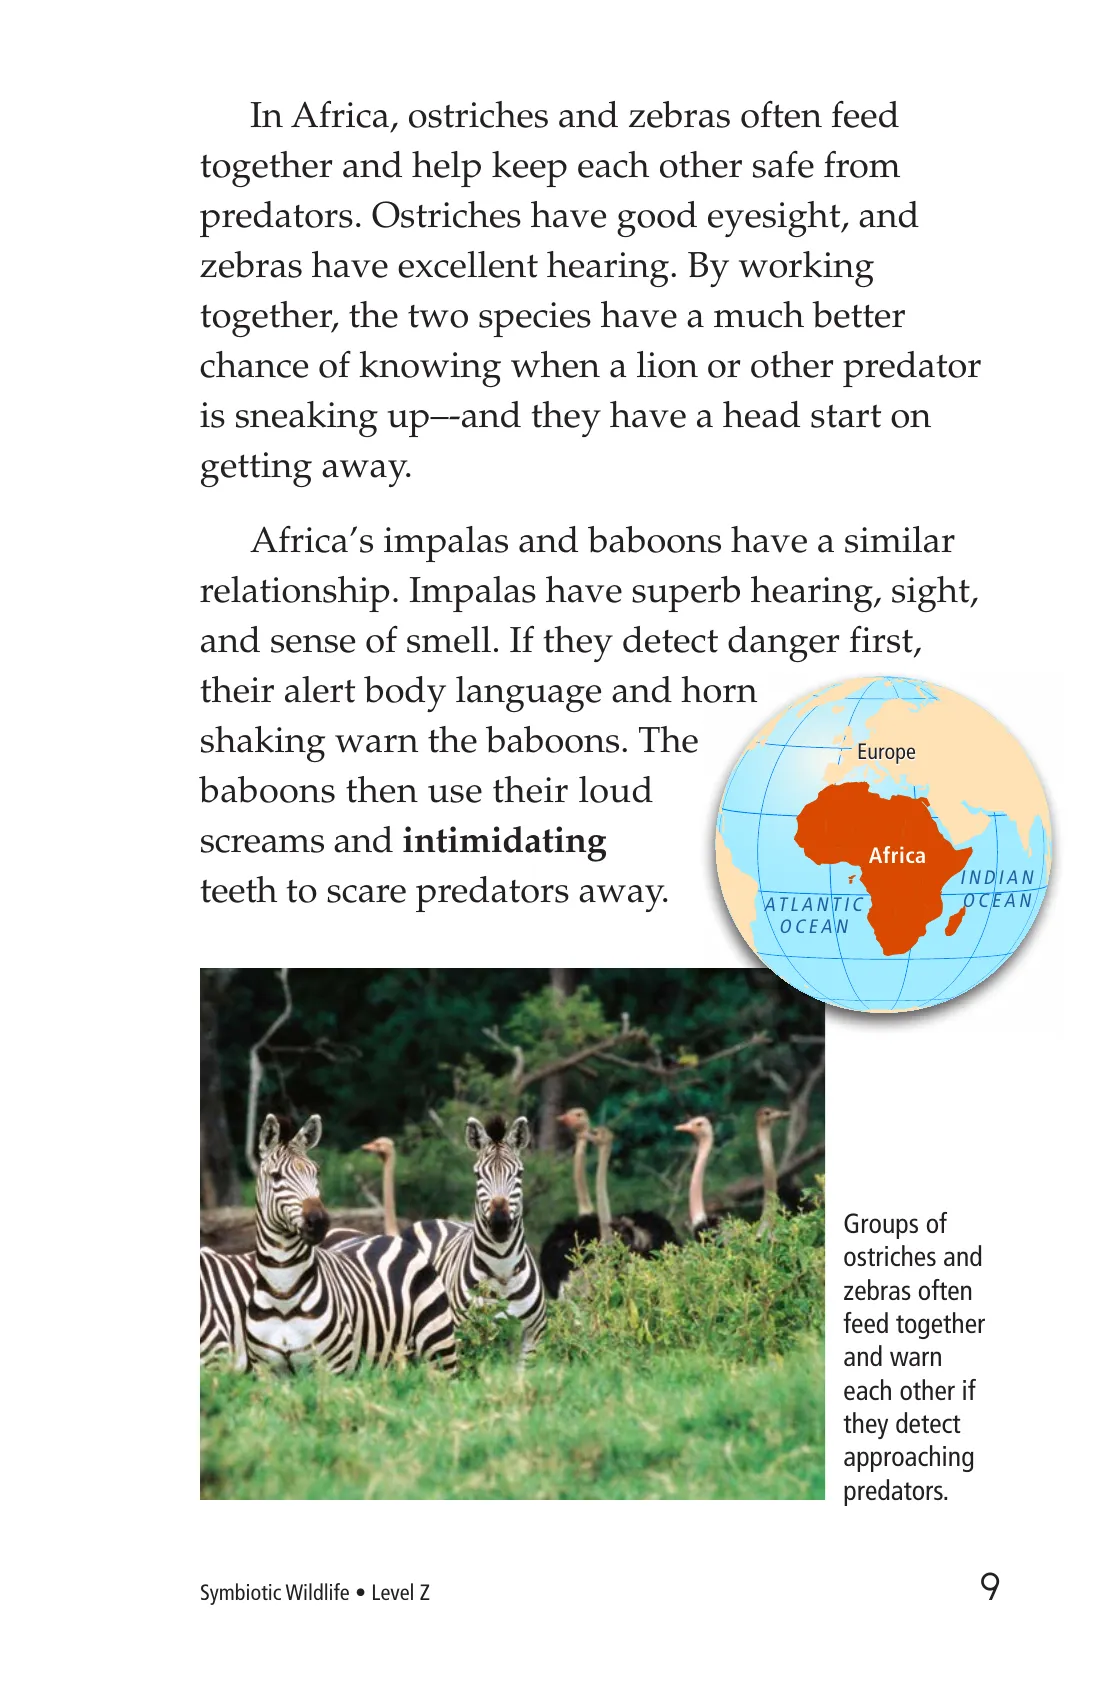 In Africa, ostriches and zebras often feed
together and help keep each other safe from
predators. Ostriches have good eyesight, and
zebras have excellent hearing. By working
together, the two species have a much better
chance of knowing when a lion or other predator
is sneaking up–-and they have a head start on
getting away.
Africa’s impalas and baboons have a similar
relationship. Impalas have superb hearing, sight,
and sense of smell. If they detect danger first,
their alert body language and horn
shaking warn the baboons. The
baboons then use their loud
screams and intimidating
teeth to scare predators away.
Europe
Africa
INDIAN
OCEAN
ATLANTIC
OCEAN
Groups of
ostriches and
zebras often
feed together
and warn
each other if
they detect
approaching
predators.
Symbiotic Wildlife • Level Z
9